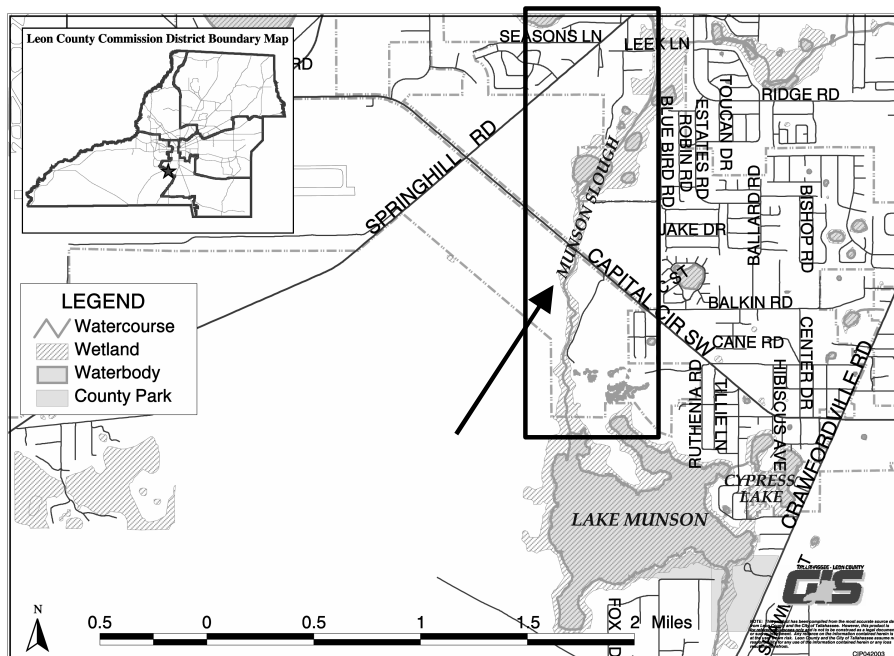 Leon County Commission District Boundary Map
RD
SEASONS LN
LEEK LN
RIDGE RD
TOUCAN DR
ESTATES RD
ROBIN RD
BLUE BIRD RD
SPRINGHILL RD
MUNSON SLOUGH
BALLARD RD
BISHOP RD
JAKE DR
CAPITAL CIR SW
ST
BALKIN RD
CANE RD
CENTER DR
HIBISCUS AVE
RUTHENIA RD
TILLIE LN
CRAWFORDVILLE RD
LEGEND
Watercourse
Wetland
Waterbody
County Park
CYPRESS
LAKE
LAKE MUNSON
FOX
TALLAHASSEE - LEON COUNTY
GIS
N
0.5 0 0.5 1 1.5 2 Miles
CIP042003